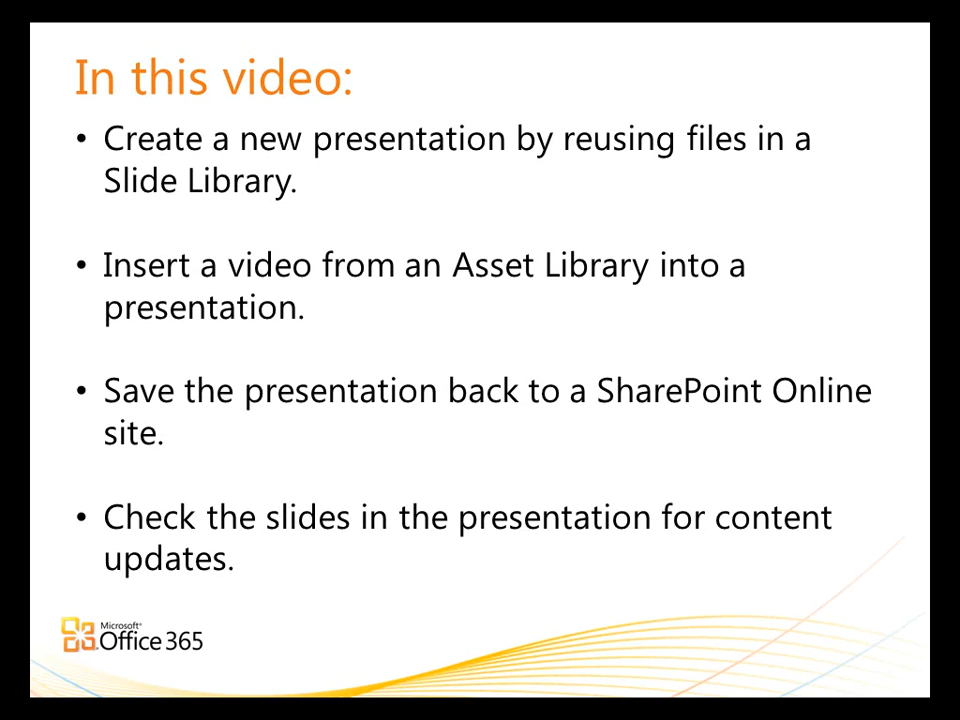 In this video:
• Create a new presentation by reusing files in a
Slide Library.
• Insert a video from an Asset Library into a
presentation.
• Save the presentation back to a SharePoint Online
site.
• Check the slides in the presentation for content
updates.
Microsoft®
Office 365